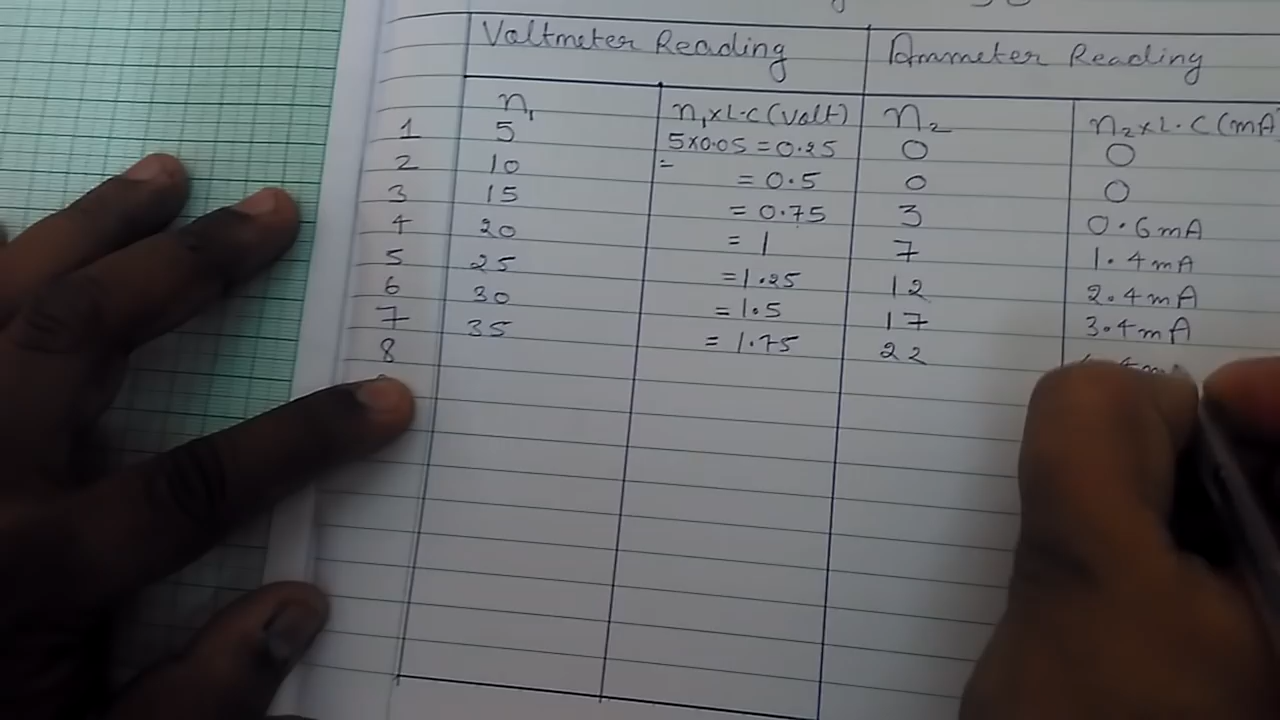 Voltmeter Reading Ammeter Reading
n₁ n₁×L.C (Volt) n₂ n₂×L.C (mA
1 5 5×0.05 = 0.25 0 0
2 10 = = 0.5 0 0
3 15 = 0.75 3 0.6mA
4 20 = 1 7 1.4mA
5 25 = 1.25 12 2.4mA
6 30 = 1.5 17 3.4mA
7 35 = 1.75 22
8